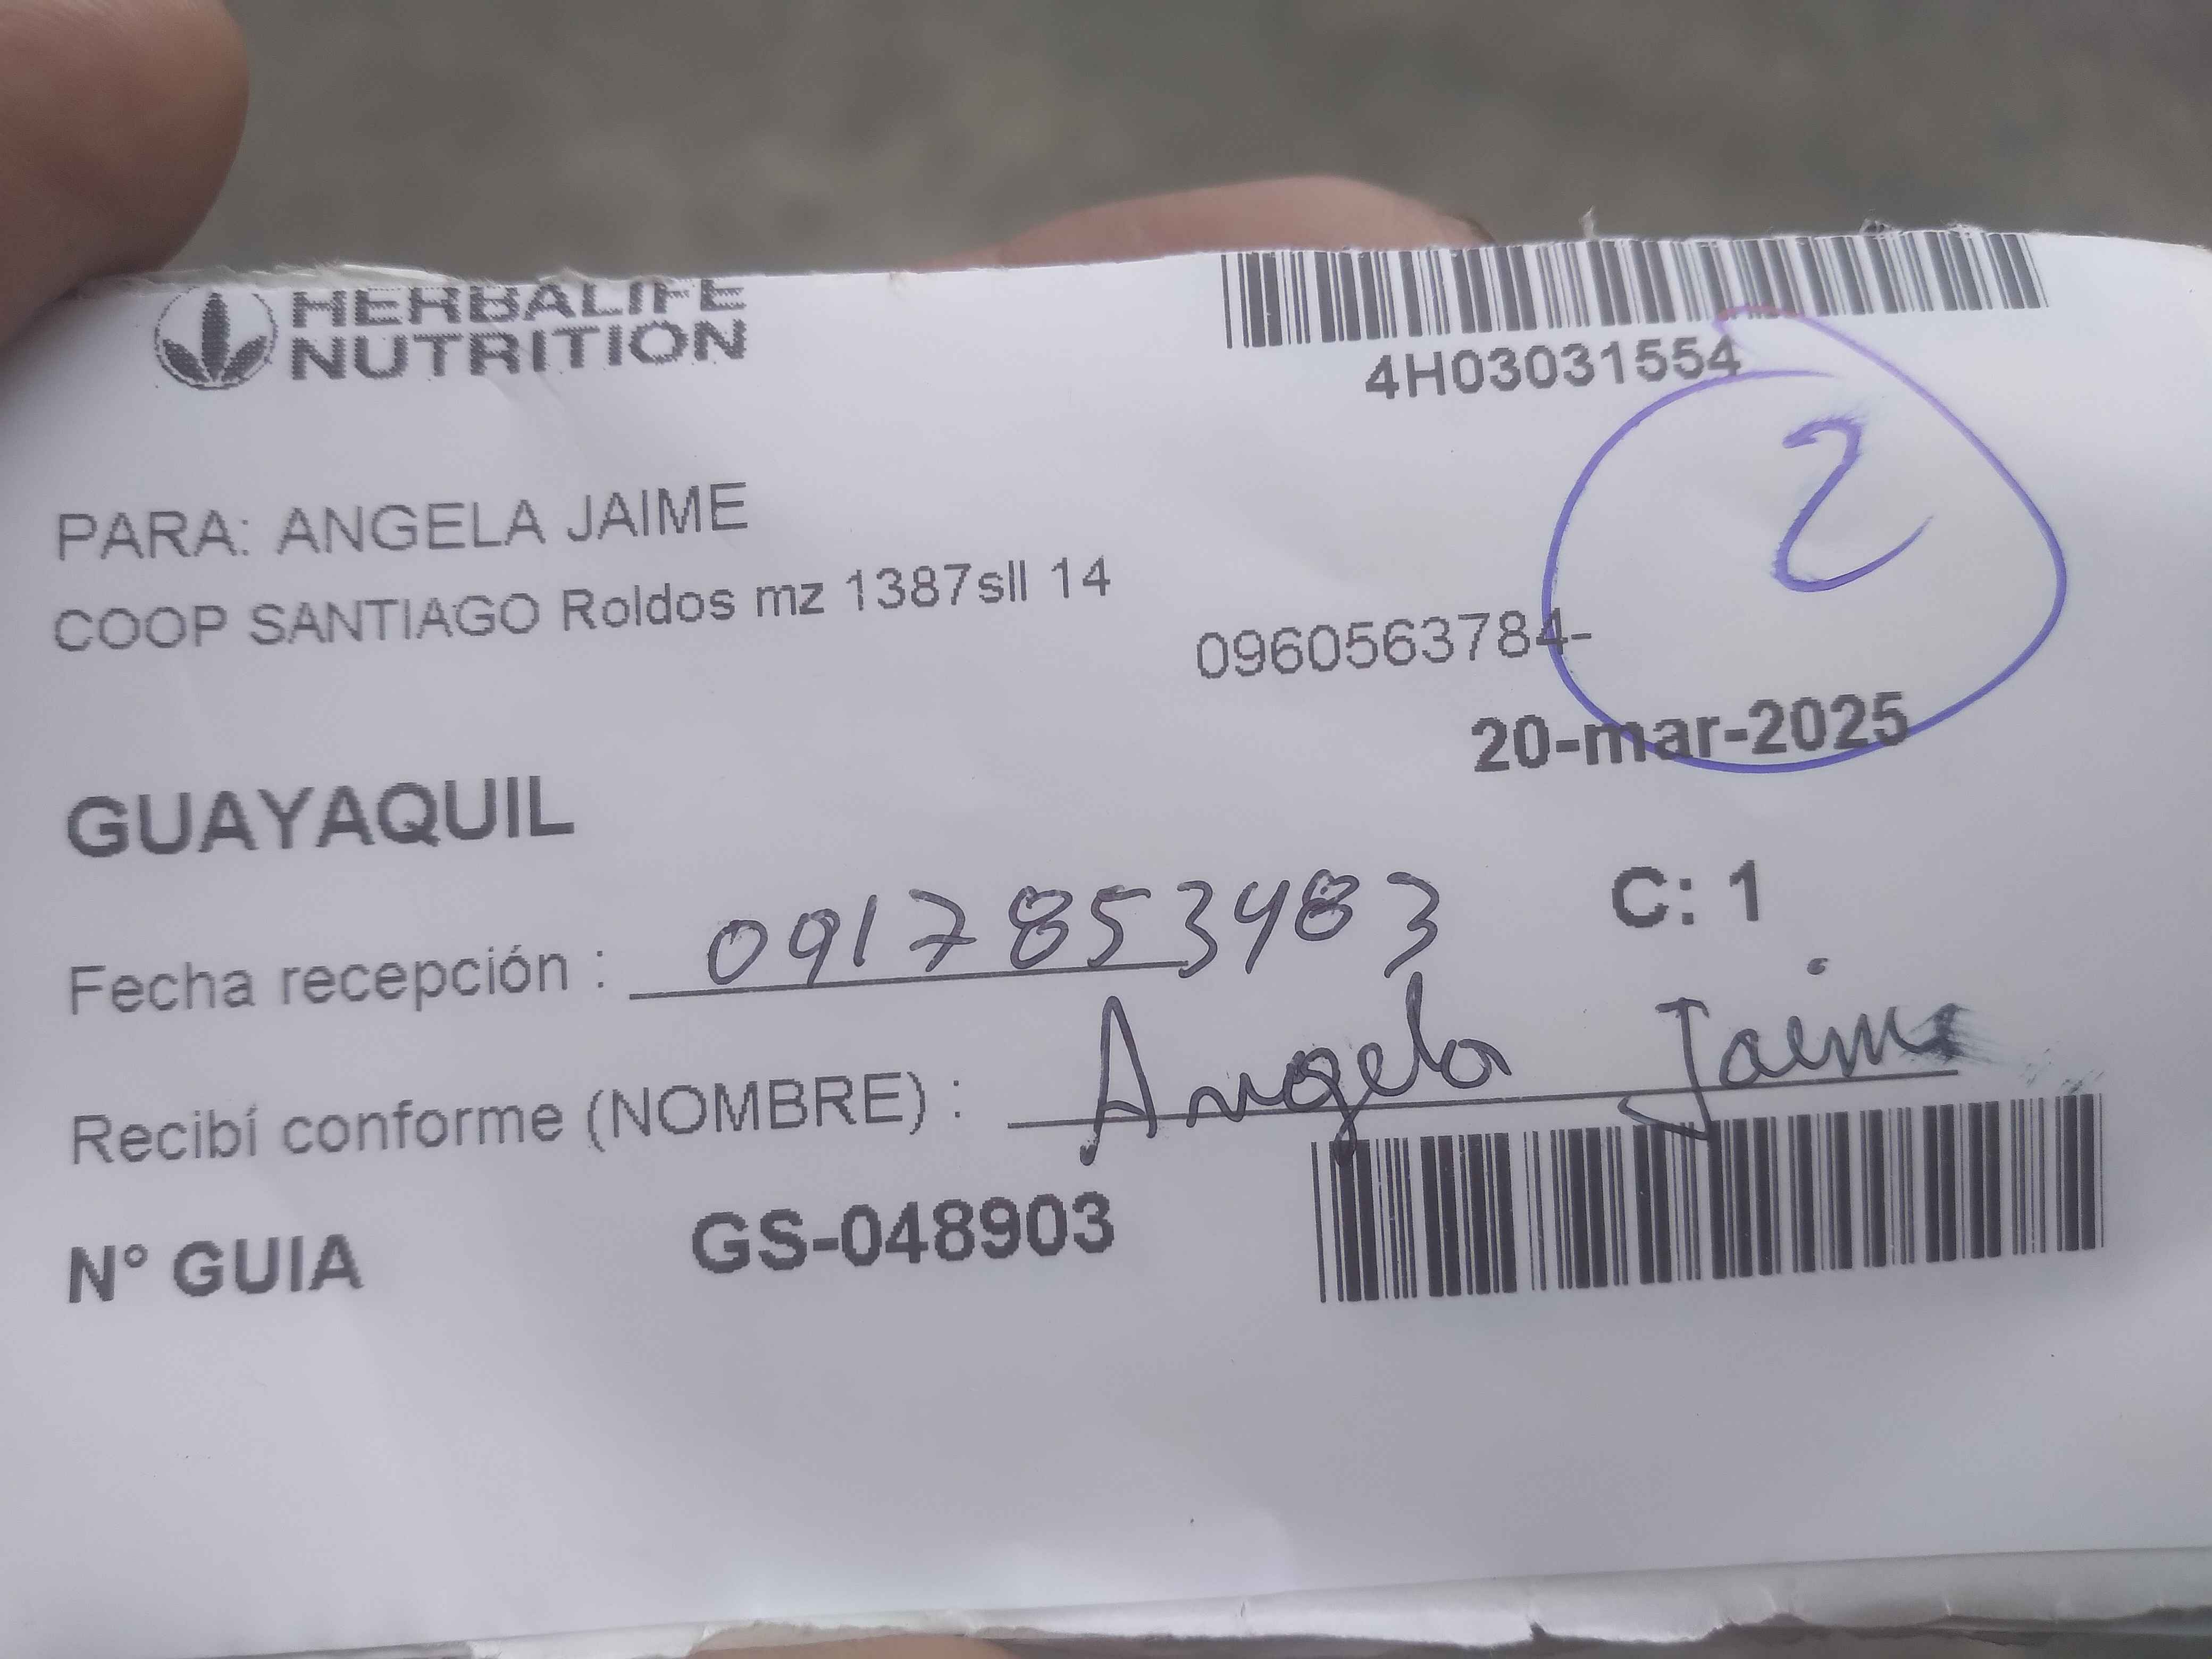 HERBALIFE
NUTRITION
4H03031554
2
PARA: ANGELA JAIME
COOP SANTIAGO Roldos mz 1387sll 14
0960563784-
20-mar-2025
GUAYAQUIL
C: 1
Fecha recepción : 0917853483
Recibí conforme (NOMBRE) : Angela Jaime
N° GUIA GS-048903